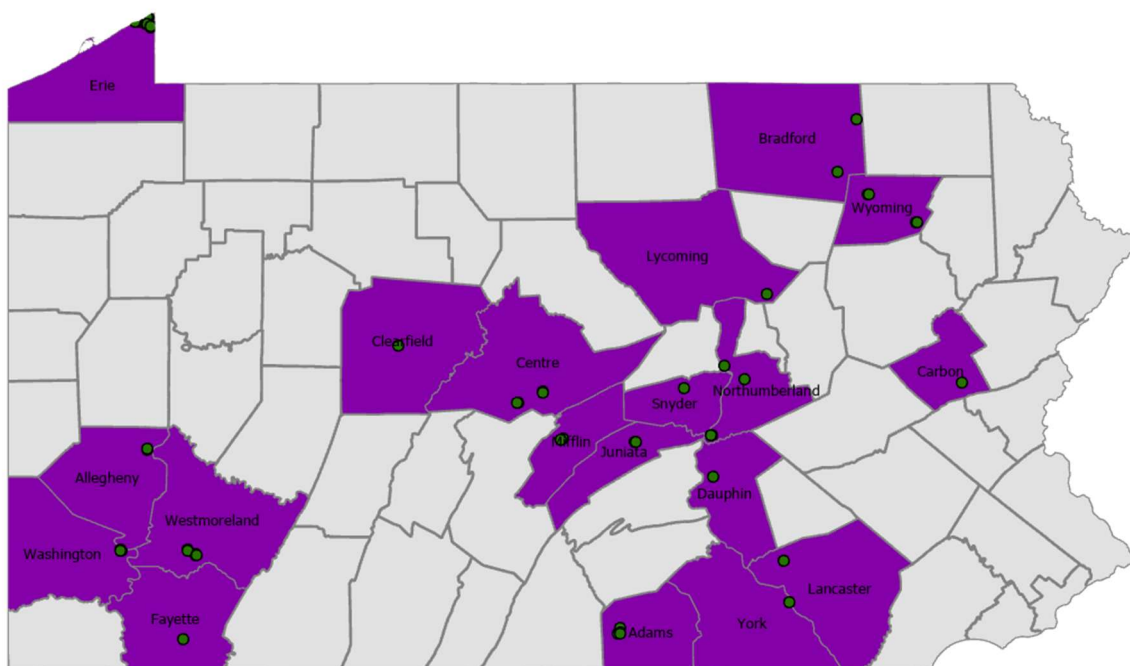 Erie
Bradford
Wyoming
Lycoming
Clearfield
Centre
Carbon
Northumberland
Snyder
Mifflin
Juniata
Allegheny
Dauphin
Westmoreland
Washington
Lancaster
Fayette
York
Adams